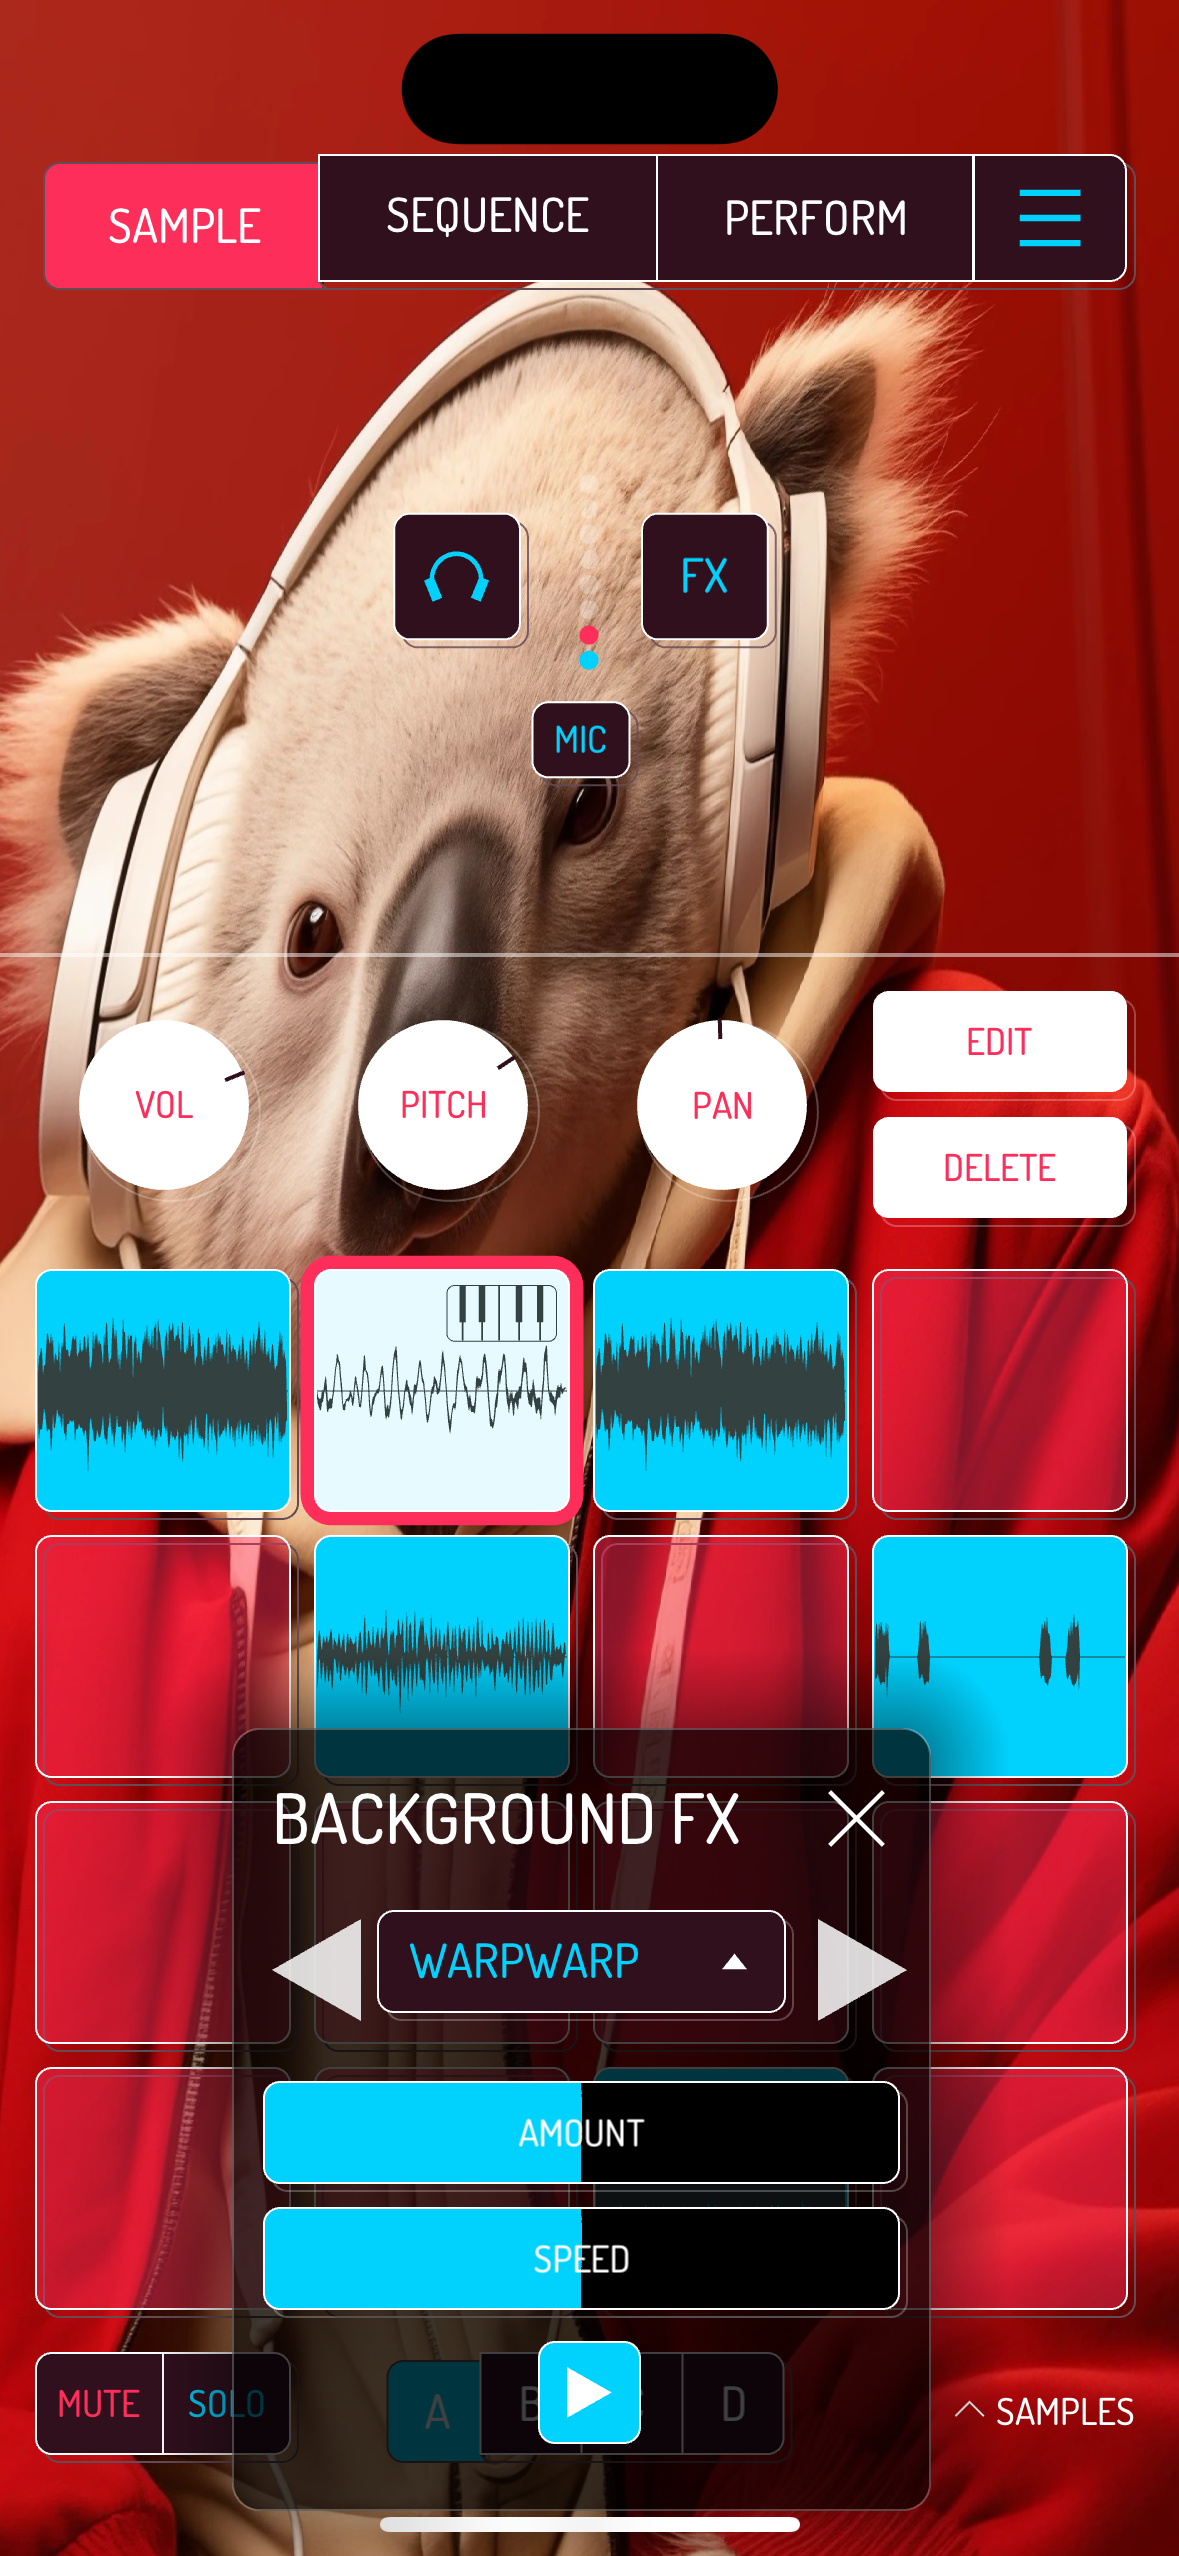 SAMPLE
SEQUENCE
PERFORM
FX
MIC
VOL
PITCH
PAN
EDIT
DELETE
BACKGROUND FX
WARPWARP
AMOUNT
SPEED
MUTE
SOLO
A
B
D
SAMPLES